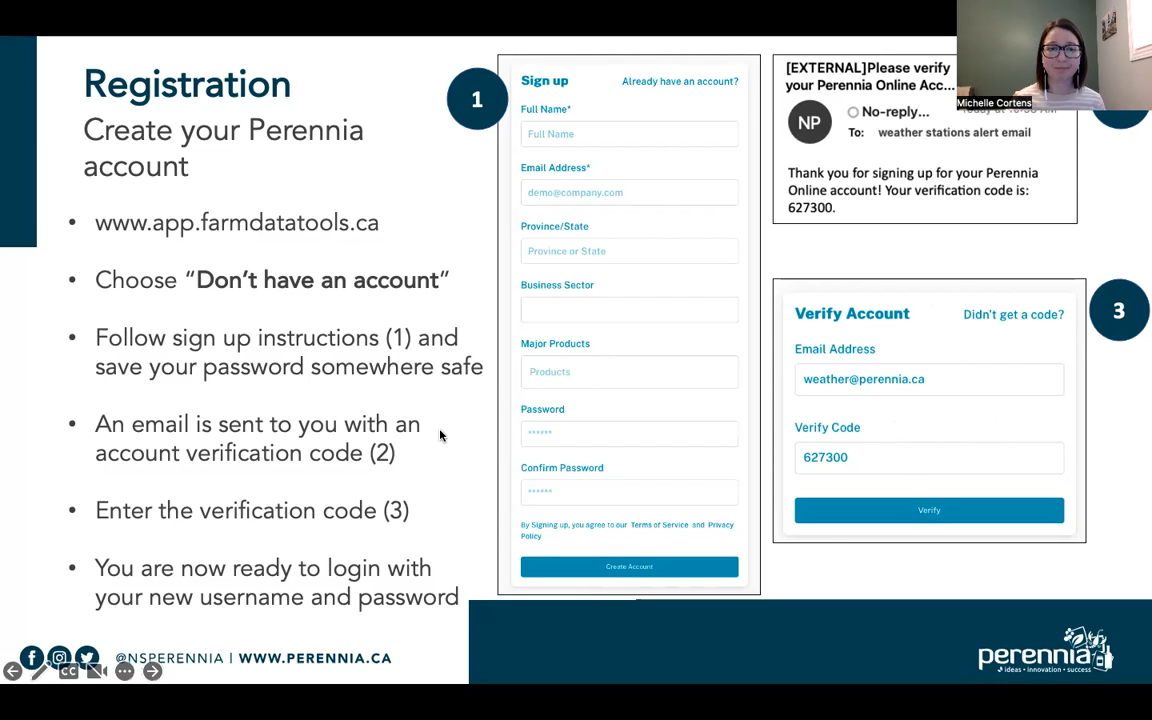 Registration
Create your Perennia
account
• www.app.farmdatatools.ca
• Choose “Don’t have an account”
• Follow sign up instructions (1) and
save your password somewhere safe
• An email is sent to you with an
account verification code (2)
• Enter the verification code (3)
• You are now ready to login with
your new username and password
@NSPERENNIA | WWW.PERENNIA.CA
CC
1
Sign up
Already have an account?
Full Name*
Full Name
Email Address*
demo@company.com
Province/State
Province or State
Business Sector
Major Products
Products
Password
******
Confirm Password
******
By Signing up, you agree to our Terms of Service and Privacy
Policy
Create Account
[EXTERNAL]Please verify
your Perennia Online Acc...
NP
No-reply...
To: weather stations alert email
Thank you for signing up for your Perennia
Online account! Your verification code is:
627300.
Michelle Cortens
3
Verify Account
Didn't get a code?
Email Address
weather@perennia.ca
Verify Code
627300
Verify
perennia
ideas • innovation • success